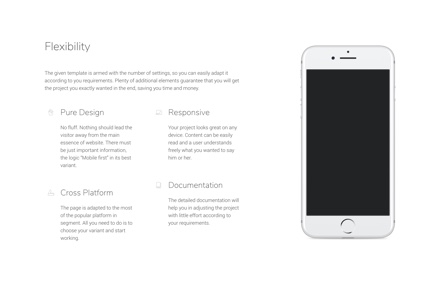 Flexibility
The given template is armed with the number of settings, so you can easily adapt it
according to you requirements. Plenty of additional elements guarantee that you will get
the project you exactly wanted in the end, saving you time and money.
Pure Design
No fluff. Nothing should lead the
visitor away from the main
essence of website. There must
be just important information,
the logic "Mobile first" in its best
variant.
Responsive
Your project looks great on any
device. Content can be easily
read and a user understands
freely what you wanted to say
him or her.
Cross Platform
The page is adapted to the most
of the popular platform in
segment. All you need to do is to
choose your variant and start
working.
Documentation
The detailed documentation will
help you in adjusting the project
with little effort according to
your requirements.